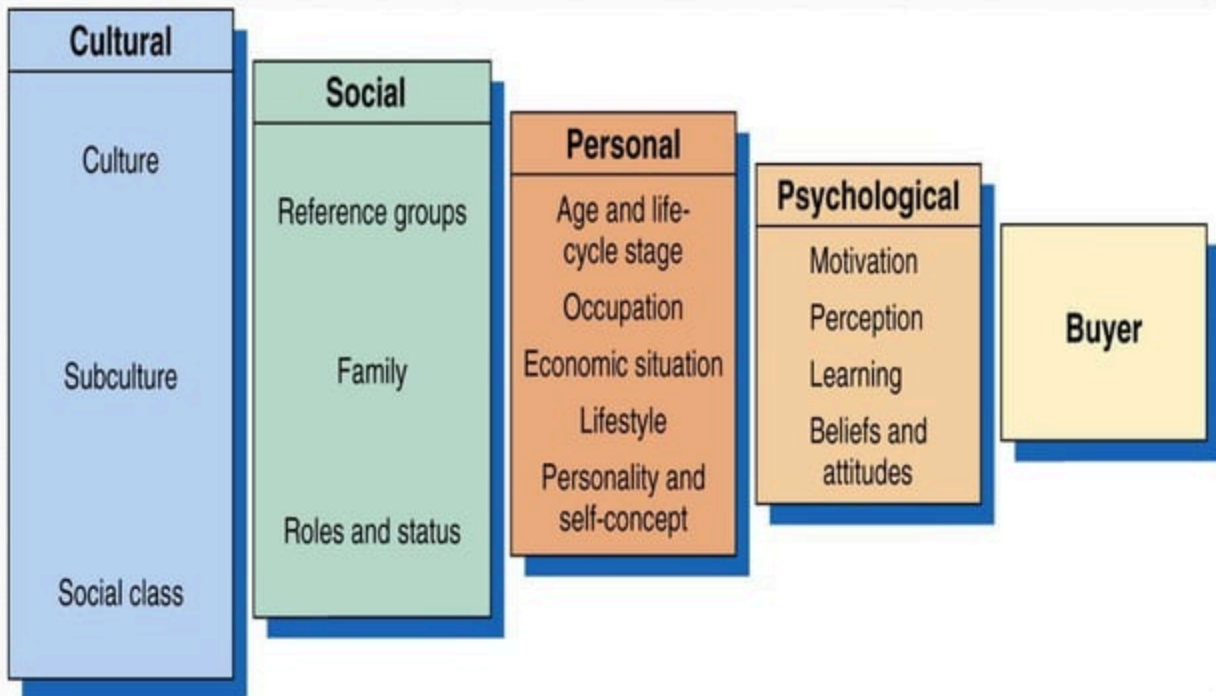 Cultural
Culture
Subculture
Social class
Social
Reference groups
Family
Roles and status
Personal
Age and life-
cycle stage
Occupation
Economic situation
Lifestyle
Personality and
self-concept
Psychological
Motivation
Perception
Learning
Beliefs and
attitudes
Buyer